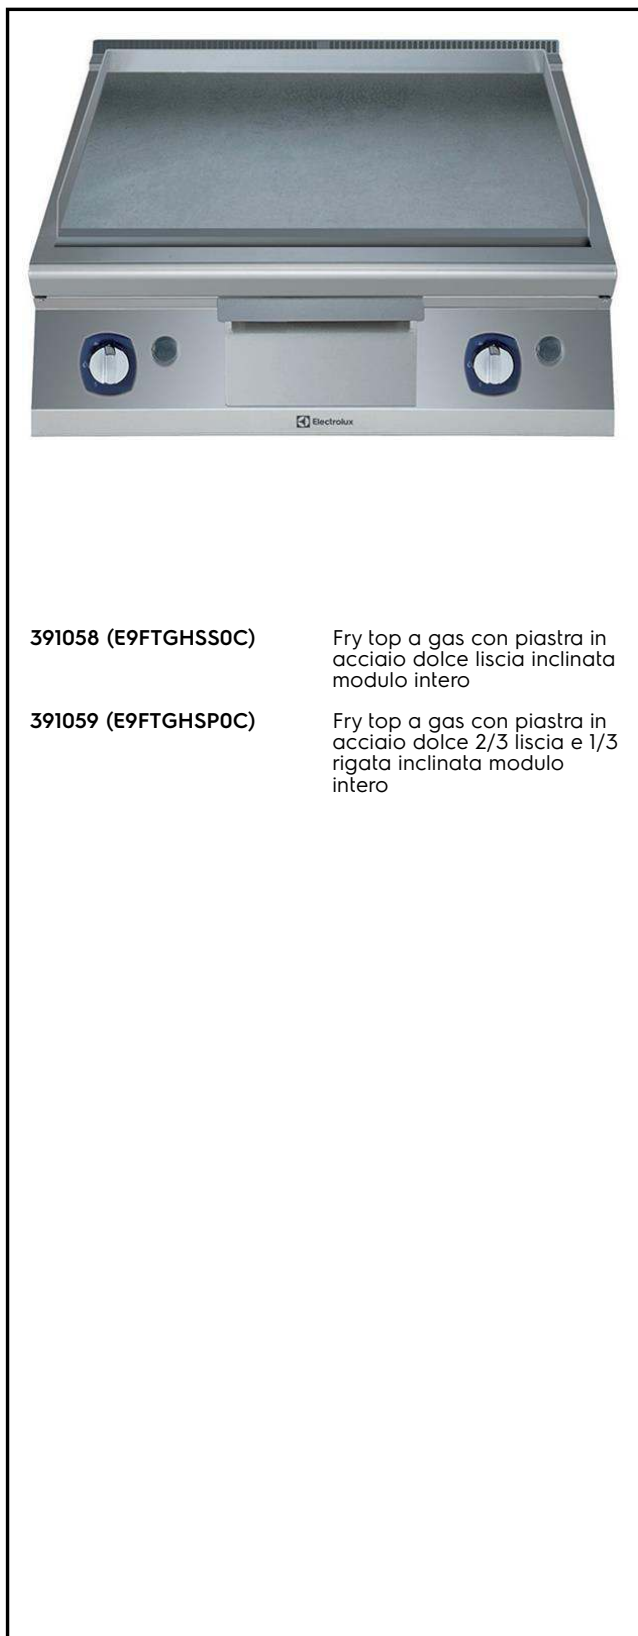 Electrolux
391058 (E9FTGHSS0C)
Fry top a gas con piastra in
acciaio dolce liscia inclinata
modulo intero
391059 (E9FTGHSP0C)
Fry top a gas con piastra in
acciaio dolce 2/3 liscia e 1/3
rigata inclinata modulo
intero